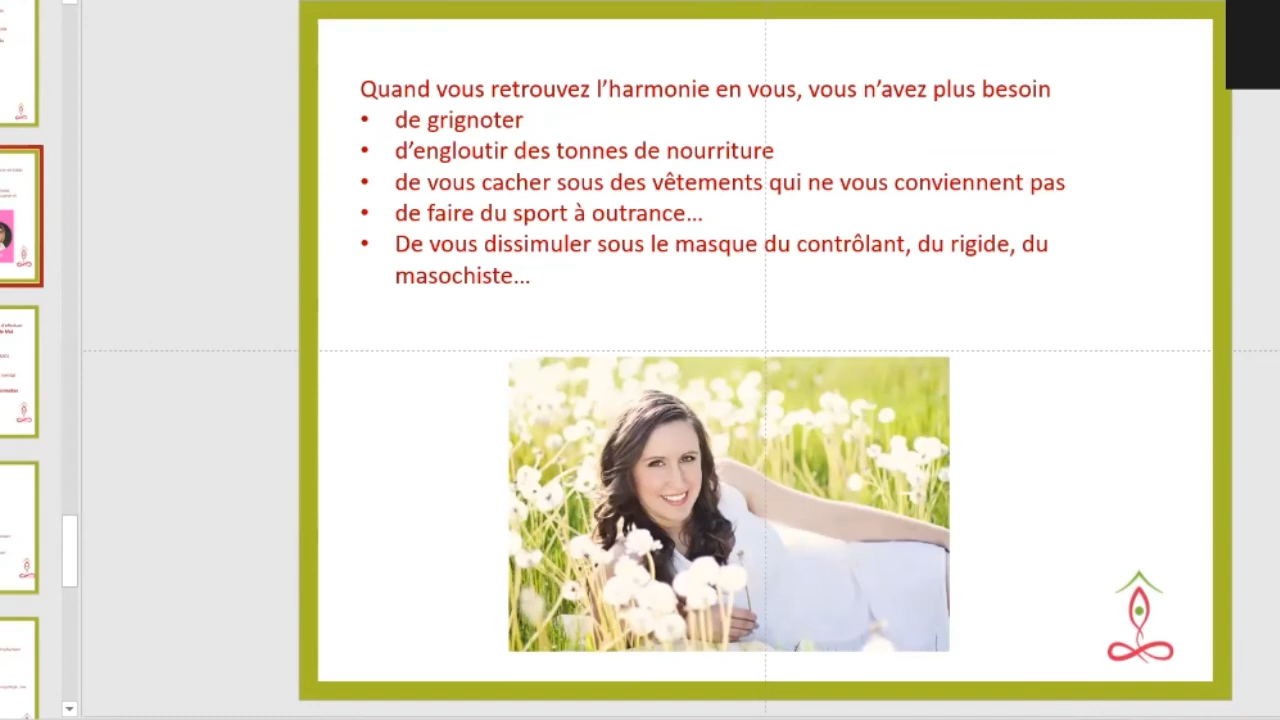 Quand vous retrouvez l’harmonie en vous, vous n’avez plus besoin
• de grignoter
• d’engloutir des tonnes de nourriture
• de vous cacher sous des vêtements qui ne vous conviennent pas
• de faire du sport à outrance...
• De vous dissimuler sous le masque du contrôlant, du rigide, du
masochiste...